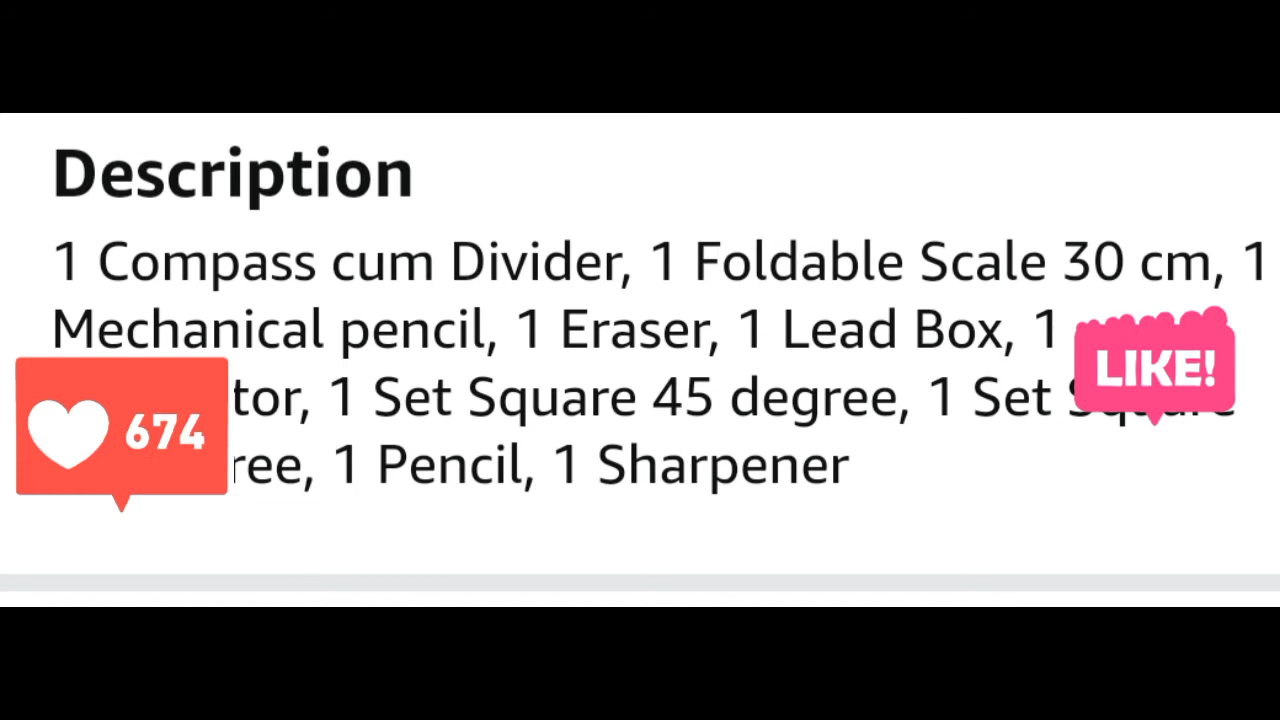 Description
1 Compass cum Divider, 1 Foldable Scale 30 cm, 1
Mechanical pencil, 1 Eraser, 1 Lead Box, 1
tor, 1 Set Square 45 degree, 1 Set Square
ree, 1 Pencil, 1 Sharpener
674
LIKE!